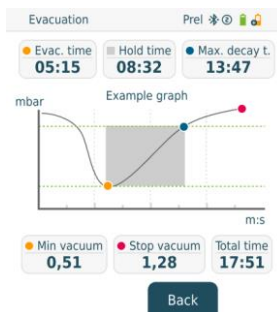 Evacuation Prel
Evac. time Hold time Max. decay t.
05:15 08:32 13:47
mbar Example graph
m:s
Min vacuum Stop vacuum Total time
0,51 1,28 17:51
Back